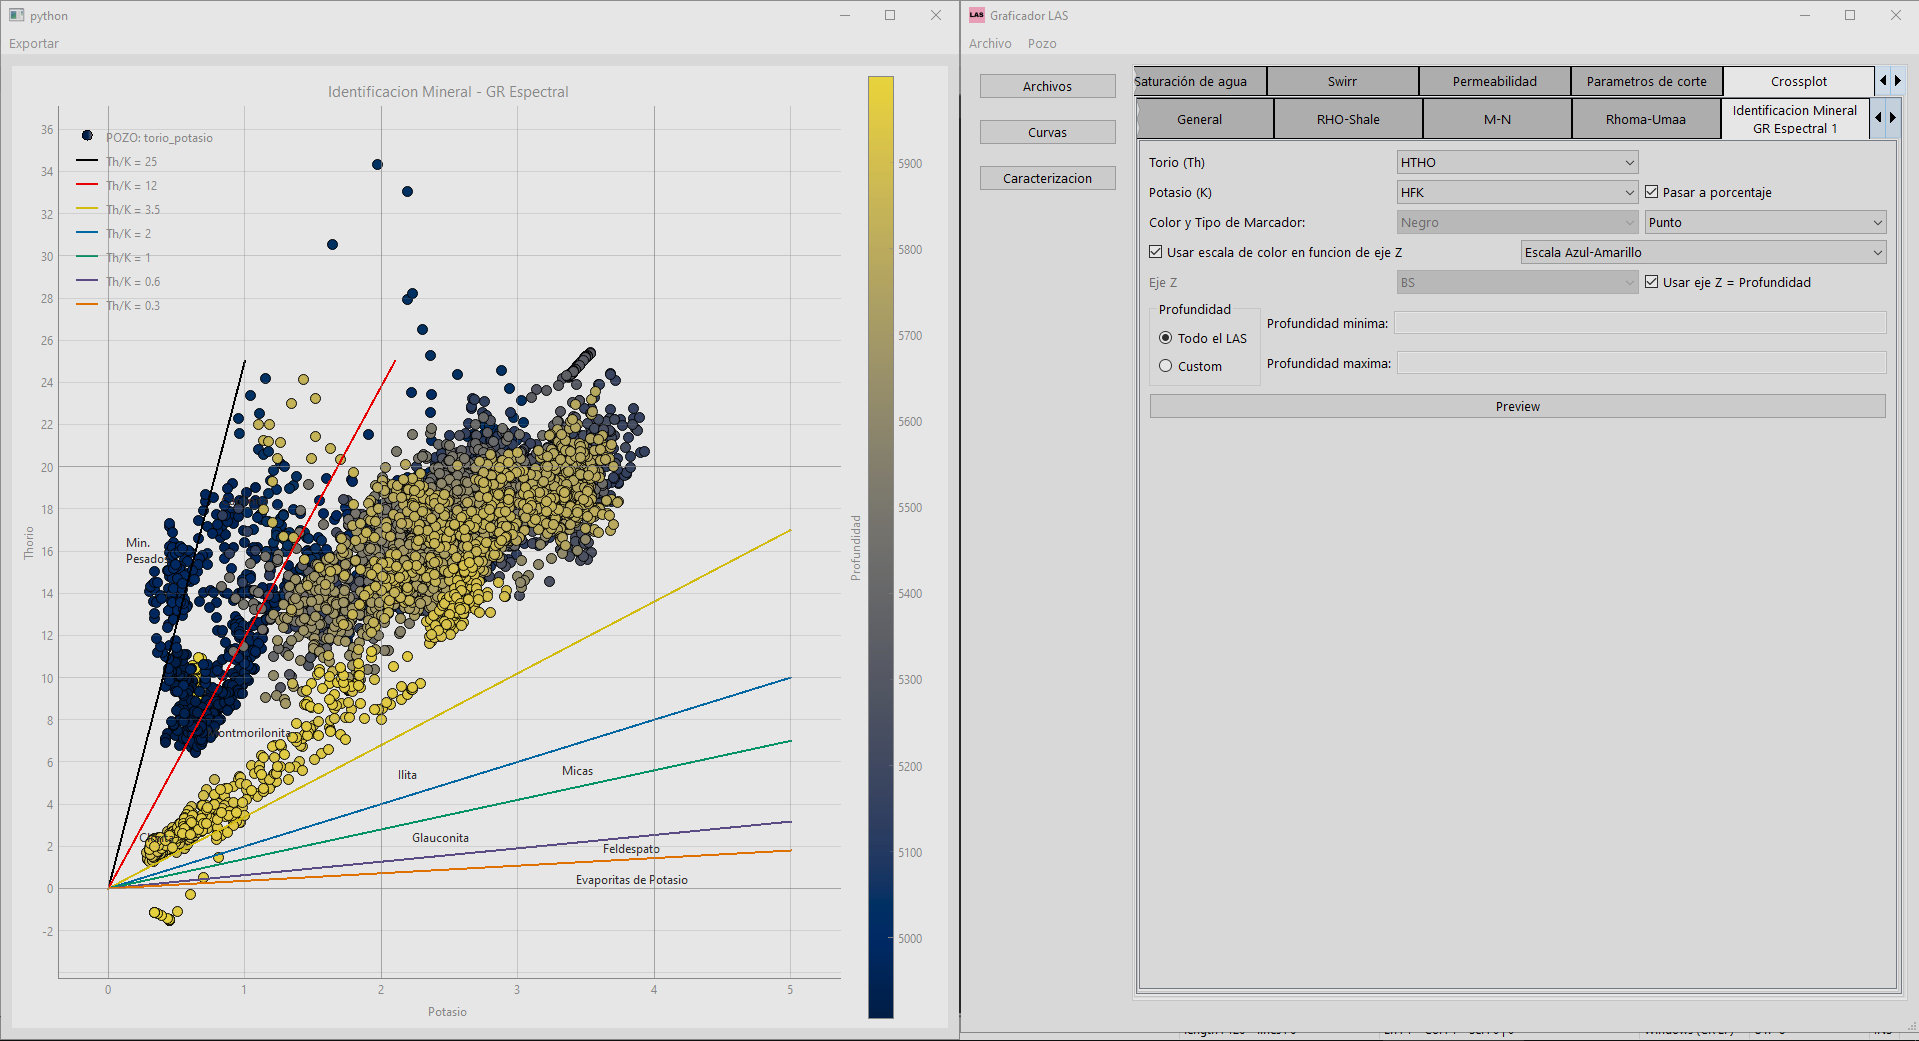 python
Exportar
Identificacion Mineral - GR Espectral
POZO: torio_potasio
Th/K = 25
Th/K = 12
Th/K = 3.5
Th/K = 2
Th/K = 1
Th/K = 0.6
Th/K = 0.3
36
34
32
30
28
26
24
22
20
18
16
14
12
10
8
6
4
2
0
-2
Thorio
Min.
Pesados
Ilita
Micas
Glauconita
Feldespato
Evaporitas de Potasio
0
1
2
3
4
5
Potasio
Profundidad
5900
5800
5700
5600
5500
5400
5300
5200
5100
5000
LAS
Graficador LAS
Archivo
Pozo
Archivos
Curvas
Caracterizacion
Saturación de agua
Swirr
Permeabilidad
Parametros de corte
Crossplot
General
RHO-Shale
M-N
Rhoma-Umaa
Identificacion Mineral
GR Espectral 1
Torio (Th)
HTHO
Potasio (K)
HFK
Pasar a porcentaje
Color y Tipo de Marcador:
Negro
Punto
Usar escala de color en funcion de eje Z
Escala Azul-Amarillo
Eje Z
BS
Usar eje Z = Profundidad
Profundidad
Todo el LAS
Custom
Profundidad minima:
Profundidad maxima:
Preview